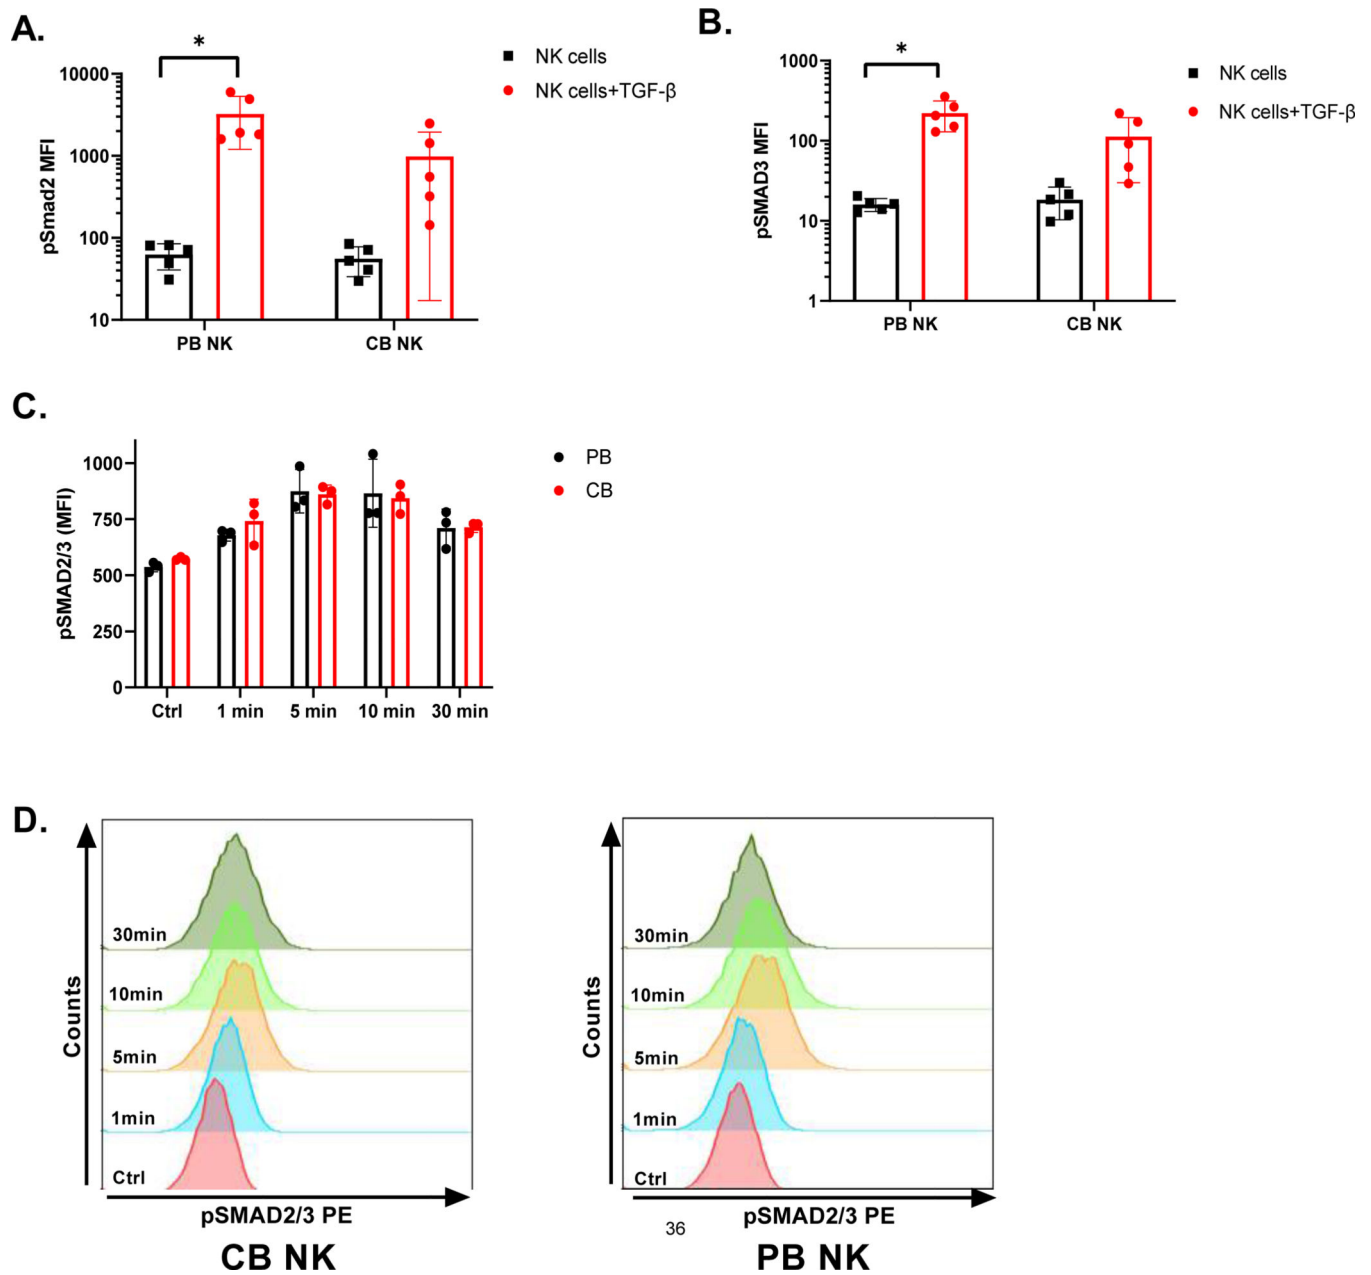 A.
*
10000
1000
100
10
pSmad2 MFI
PB NK
CB NK
NK cells
NK cells+TGF-β
B.
*
1000
100
10
1
pSMAD3 MFI
PB NK
CB NK
NK cells
NK cells+TGF-β
C.
1000
750
500
250
0
pSMAD2/3 (MFI)
Ctrl
1 min
5 min
10 min
30 min
PB
CB
D.
Counts
30min
10min
5min
1min
Ctrl
pSMAD2/3 PE
CB NK
Counts
30min
10min
5min
1min
Ctrl
pSMAD2/3 PE
36
PB NK